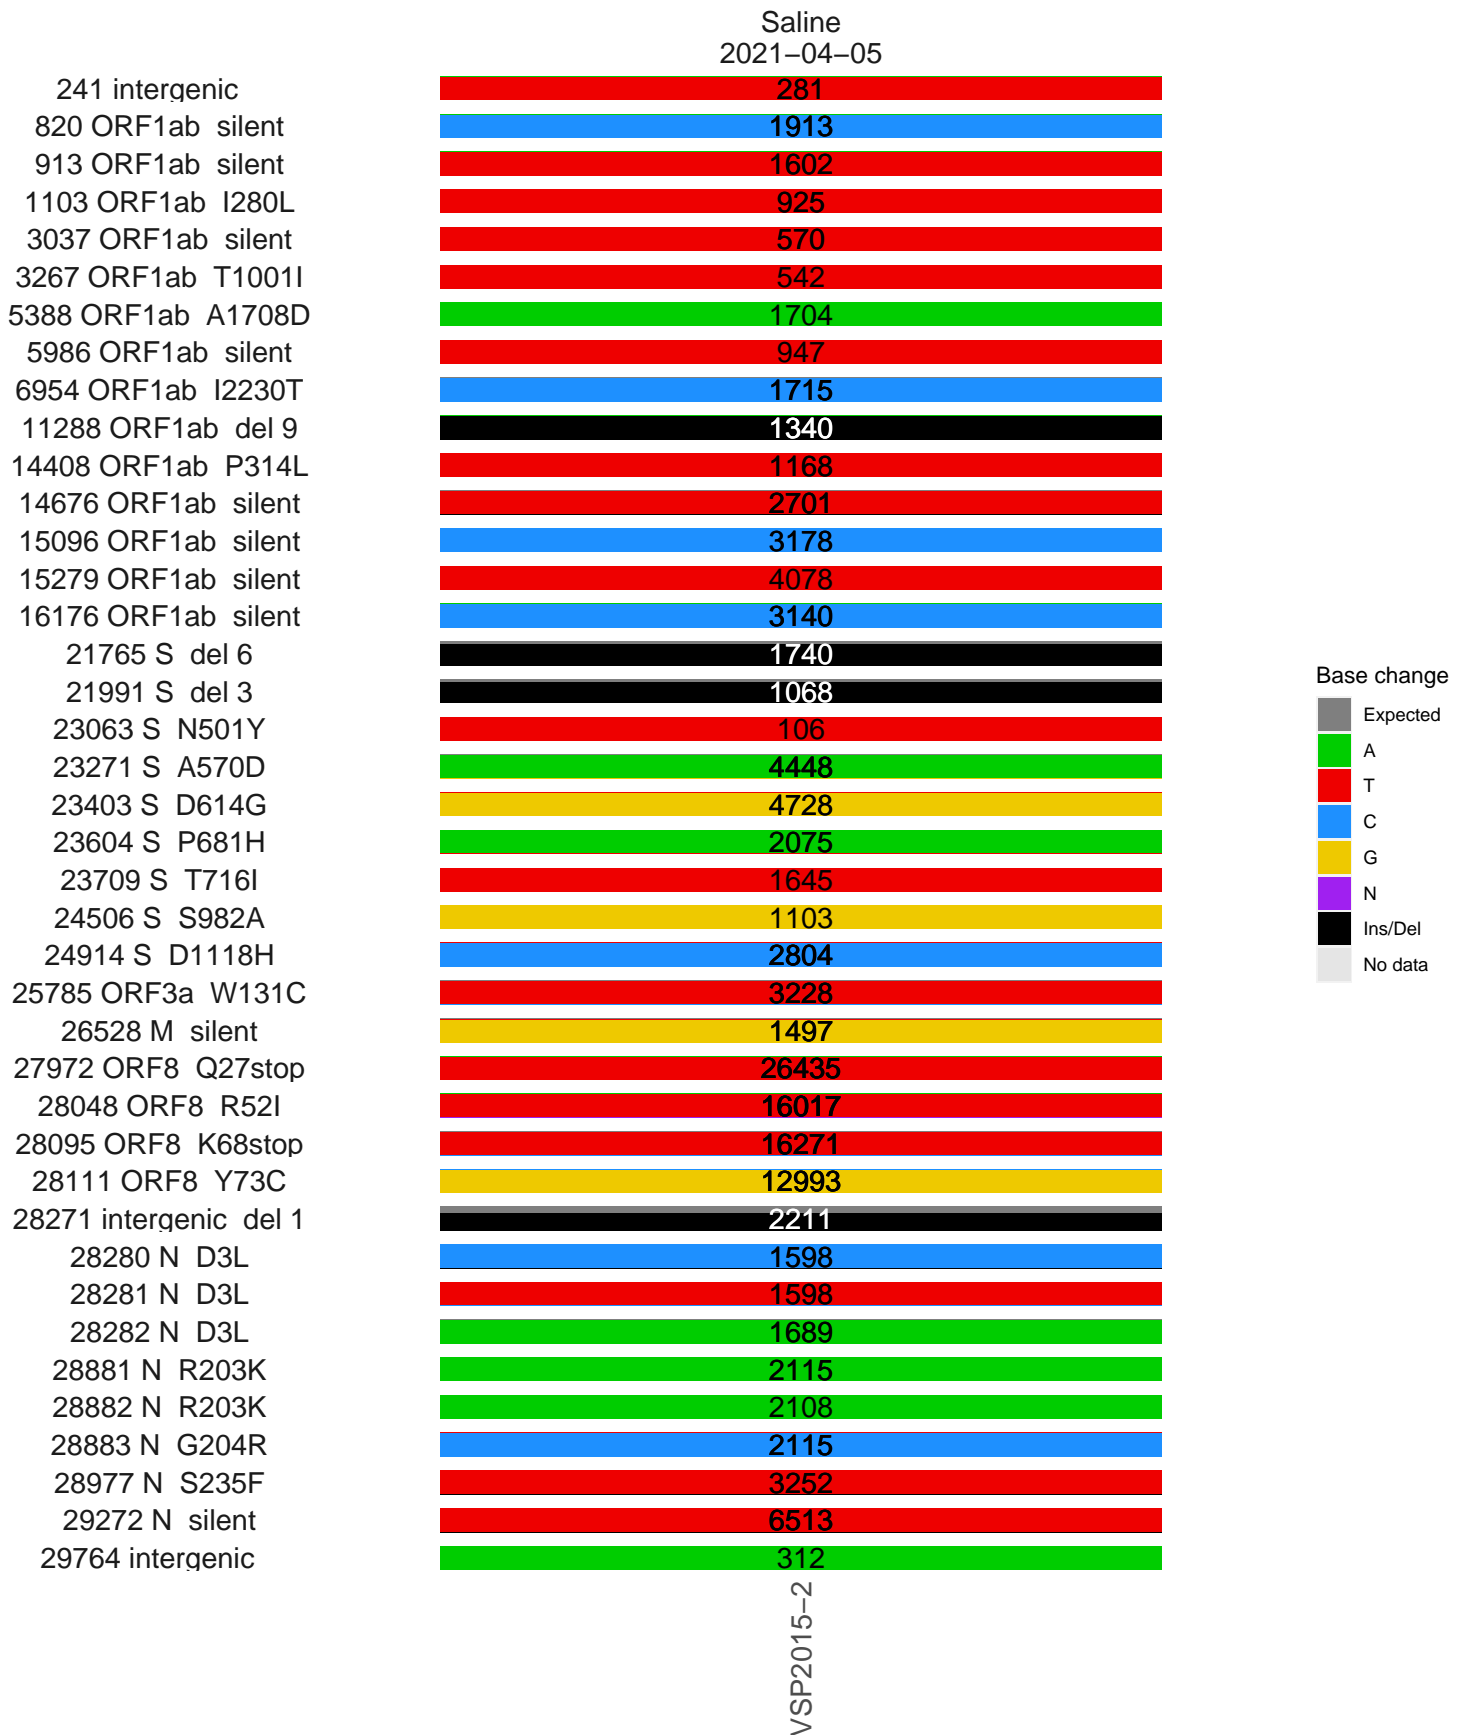 Saline
2021−04−05
241 intergenic 281
820 ORF1ab silent 1913
913 ORF1ab silent 1602
1103 ORF1ab I280L 925
3037 ORF1ab silent 570
3267 ORF1ab T1001I 542
5388 ORF1ab A1708D 1704
5986 ORF1ab silent 947
6954 ORF1ab I2230T 1715
11288 ORF1ab del 9 1340
14408 ORF1ab P314L 1168
14676 ORF1ab silent 2701
15096 ORF1ab silent 3178
15279 ORF1ab silent 4078
16176 ORF1ab silent 3140
21765 S del 6 1740
21991 S del 3 1068
23063 S N501Y 106
23271 S A570D 4448
23403 S D614G 4728
23604 S P681H 2075
23709 S T716I 1645
24506 S S982A 1103
24914 S D1118H 2804
25785 ORF3a W131C 3228
26528 M silent 1497
27972 ORF8 Q27stop 26435
28048 ORF8 R52I 16017
28095 ORF8 K68stop 16271
28111 ORF8 Y73C 12993
28271 intergenic del 1 2211
28280 N D3L 1598
28281 N D3L 1598
28282 N D3L 1689
28881 N R203K 2115
28882 N R203K 2108
28883 N G204R 2115
28977 N S235F 3252
29272 N silent 6513
29764 intergenic 312
VSP2015−2
Base change
Expected
A
T
C
G
N
Ins/Del
No data